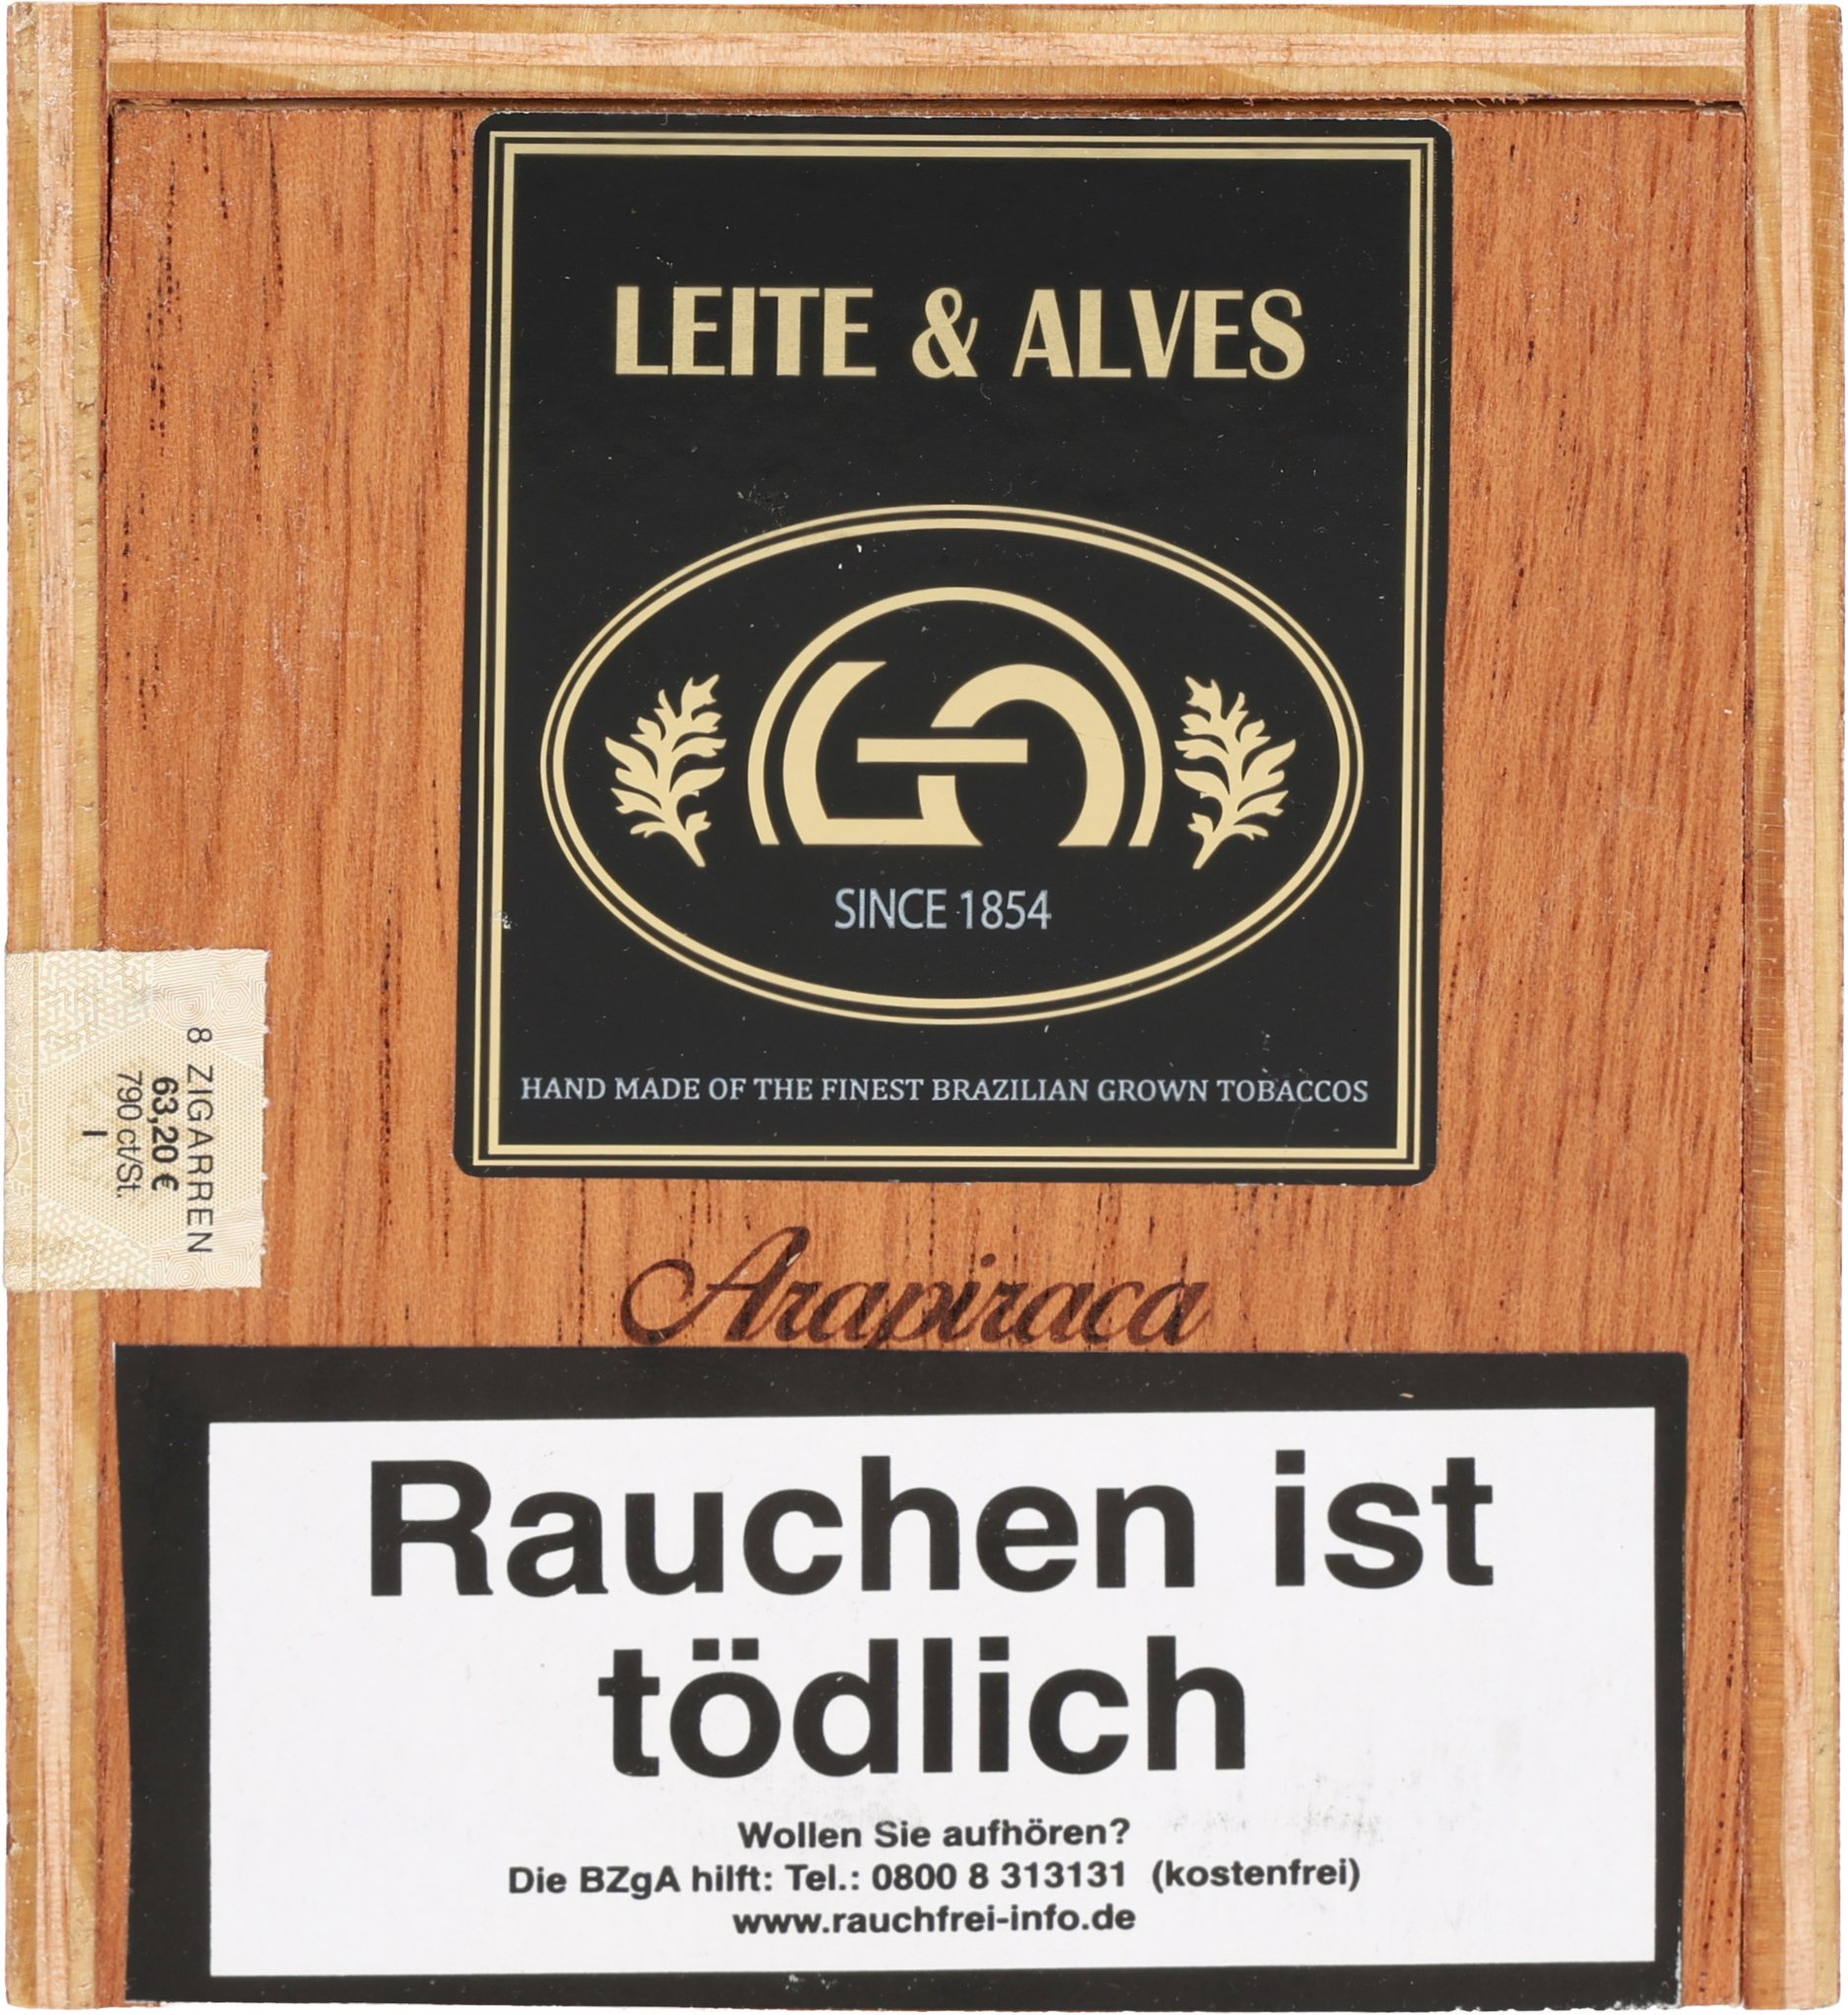 LEITE & ALVES
SINCE 1854
HAND MADE OF THE FINEST BRAZILIAN GROWN TOBACCOS
8 ZIGARREN
63,20 €
790 ct/St.
I
Arapiraca
Rauchen ist
tödlich
Wollen Sie aufhören?
Die BZgA hilft: Tel.: 0800 8 313131 (kostenfrei)
www.rauchfrei-info.de